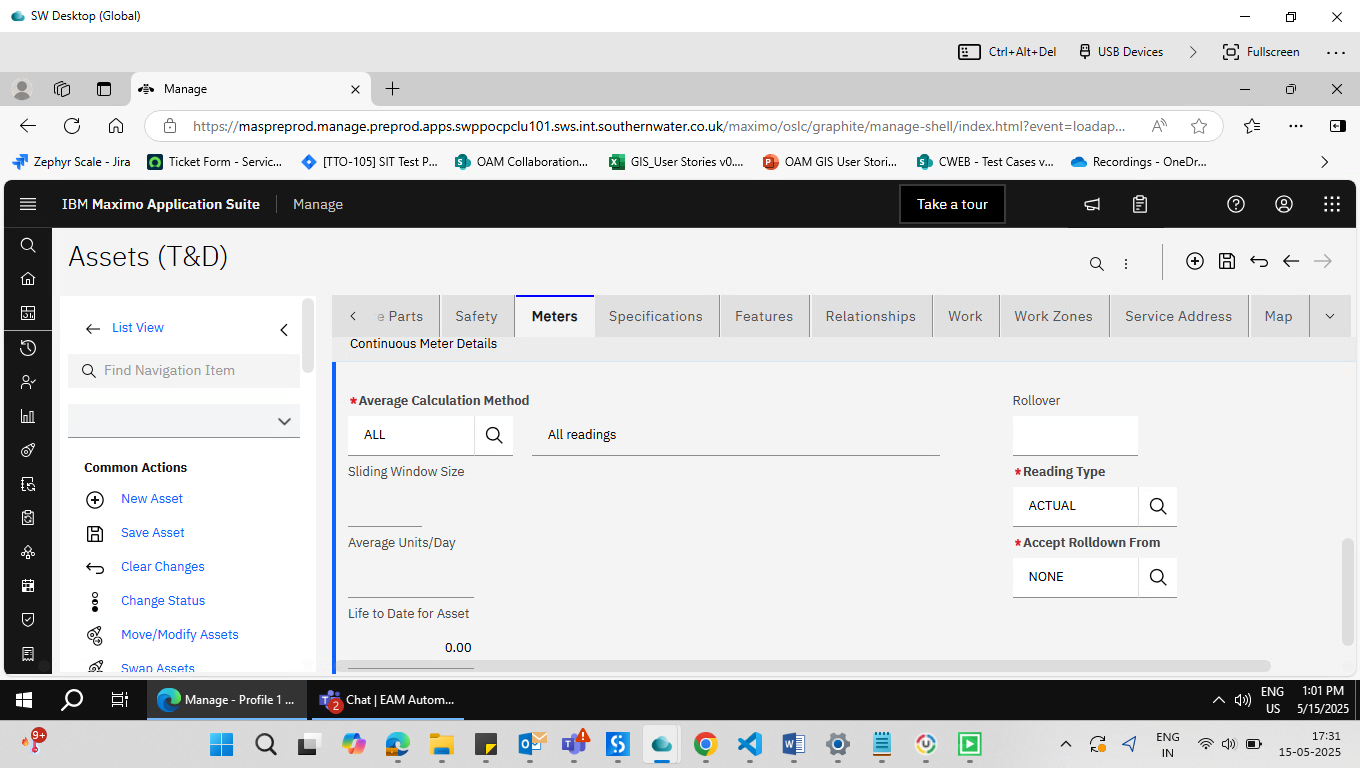 SW Desktop (Global)
Ctrl+Alt+Del
USB Devices
Fullscreen
Manage
https://maspreprod.manage.preprod.apps.swppocpclu101.sws.int.southernwater.co.uk/maximo/oslc/graphite/manage-shell/index.html?event=loadap...
Zephyr Scale - Jira
Ticket Form - Servic...
[TTO-105] SIT Test P...
OAM Collaboration...
GIS_User Stories v0....
OAM GIS User Stori...
CWEB - Test Cases v...
Recordings - OneDr...
IBM Maximo Application Suite
Manage
Take a tour
Assets (T&D)
List View
Find Navigation Item
Common Actions
New Asset
Save Asset
Clear Changes
Change Status
Move/Modify Assets
Swap Assets
e Parts
Safety
Meters
Specifications
Features
Relationships
Work
Work Zones
Service Address
Map
Continuous Meter Details
*Average Calculation Method
ALL
All readings
Sliding Window Size
Average Units/Day
Life to Date for Asset
0.00
Rollover
*Reading Type
ACTUAL
*Accept Rolldown From
NONE
Manage - Profile 1 ...
2
Chat | EAM Autom...
ENG
US
1:01 PM
5/15/2025
9+
ENG
IN
17:31
15-05-2025